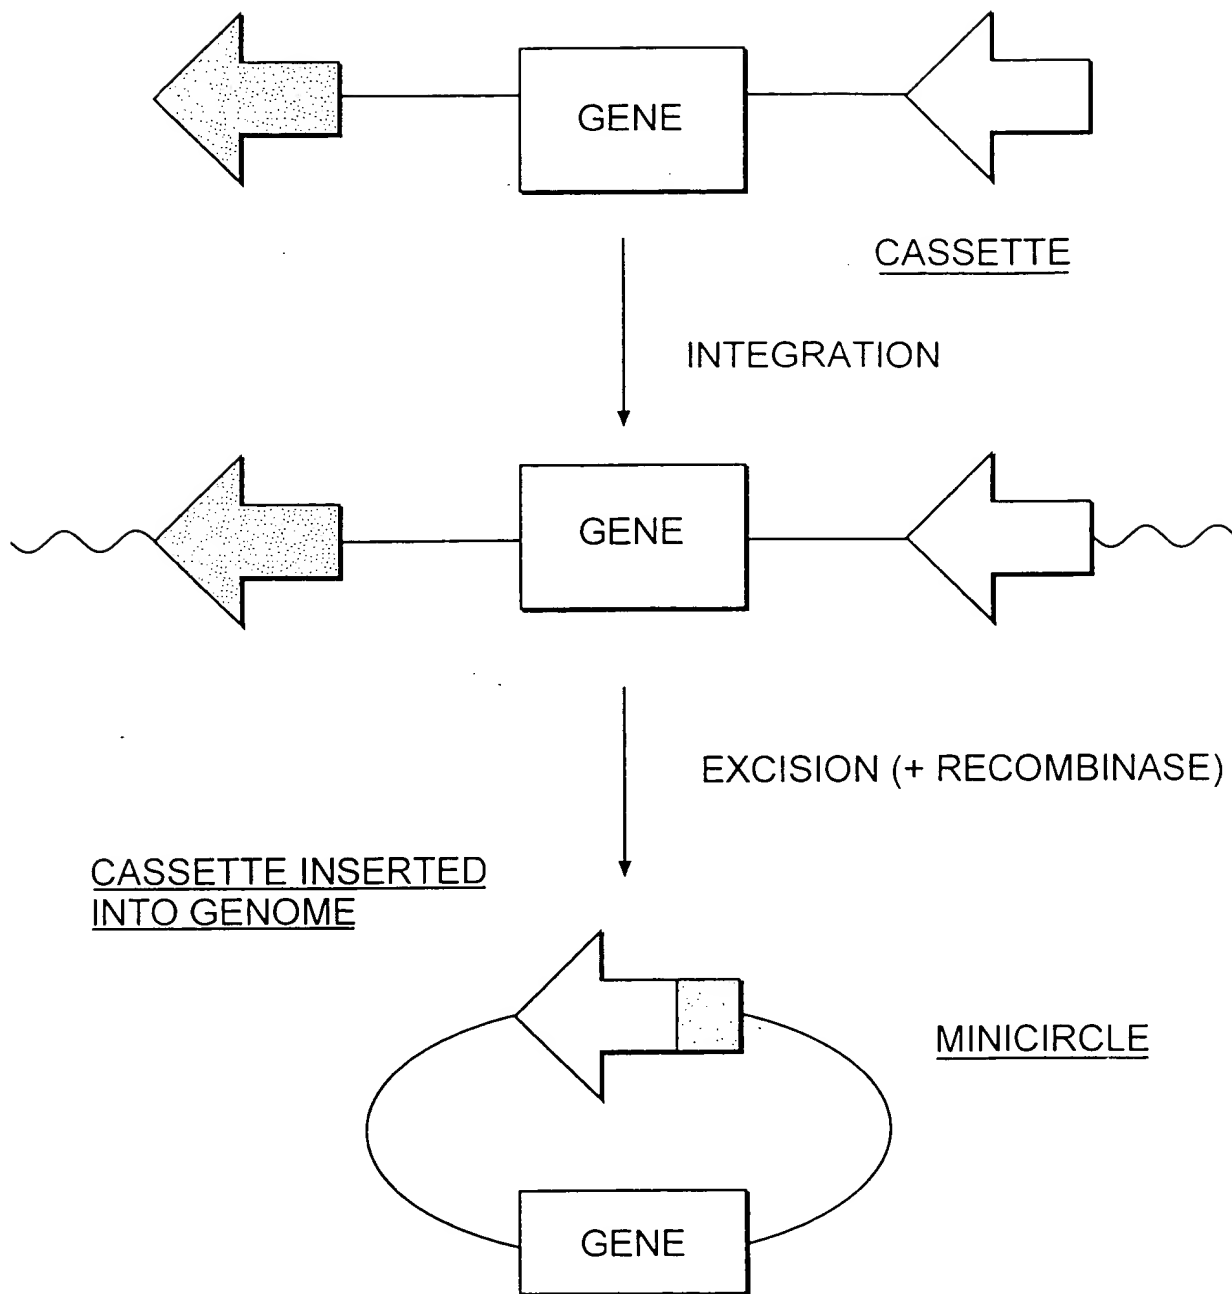 GENE
CASSETTE
INTEGRATION
GENE
EXCISION (+ RECOMBINASE)
CASSETTE INSERTED
INTO GENOME
MINICIRCLE
GENE